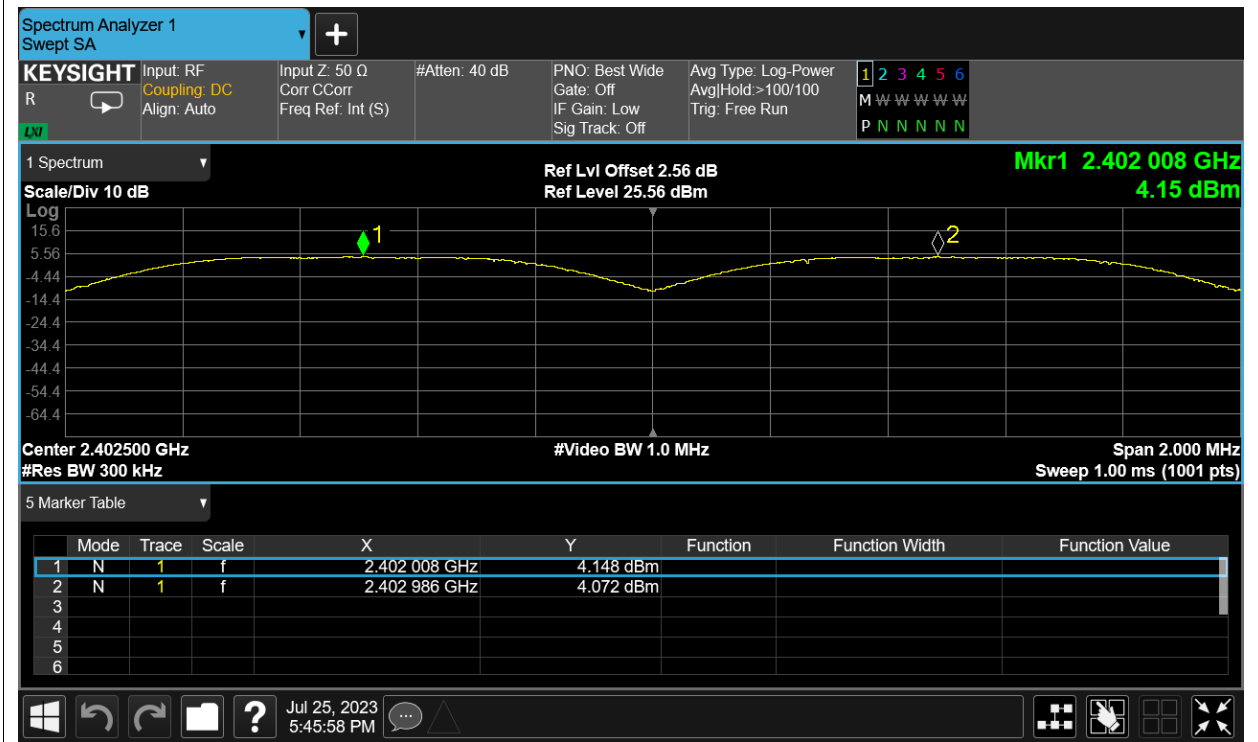 Spectrum Analyzer 1
Swept SA
KEYSIGHT
R
LXI
Input: RF
Coupling: DC
Align: Auto
Input Z: 50 Ω
Corr CCorr
Freq Ref: Int (S)
#Atten: 40 dB
PNO: Best Wide
Gate: Off
IF Gain: Low
Sig Track: Off
Avg Type: Log-Power
Avg|Hold:>100/100
Trig: Free Run
1 2 3 4 5 6
M W W W W W
P N N N N N
1 Spectrum
Scale/Div 10 dB
Ref Lvl Offset 2.56 dB
Ref Level 25.56 dBm
Mkr1 2.402 008 GHz
4.15 dBm
Log
15.6
5.56
-4.44
-14.4
-24.4
-34.4
-44.4
-54.4
-64.4
1
2
Center 2.402500 GHz
#Res BW 300 kHz
#Video BW 1.0 MHz
Span 2.000 MHz
Sweep 1.00 ms (1001 pts)
5 Marker Table
Mode Trace Scale X Y Function Function Width Function Value
1 N 1 f 2.402 008 GHz 4.148 dBm
2 N 1 f 2.402 986 GHz 4.072 dBm
3
4
5
6
?
Jul 25, 2023
5:45:58 PM